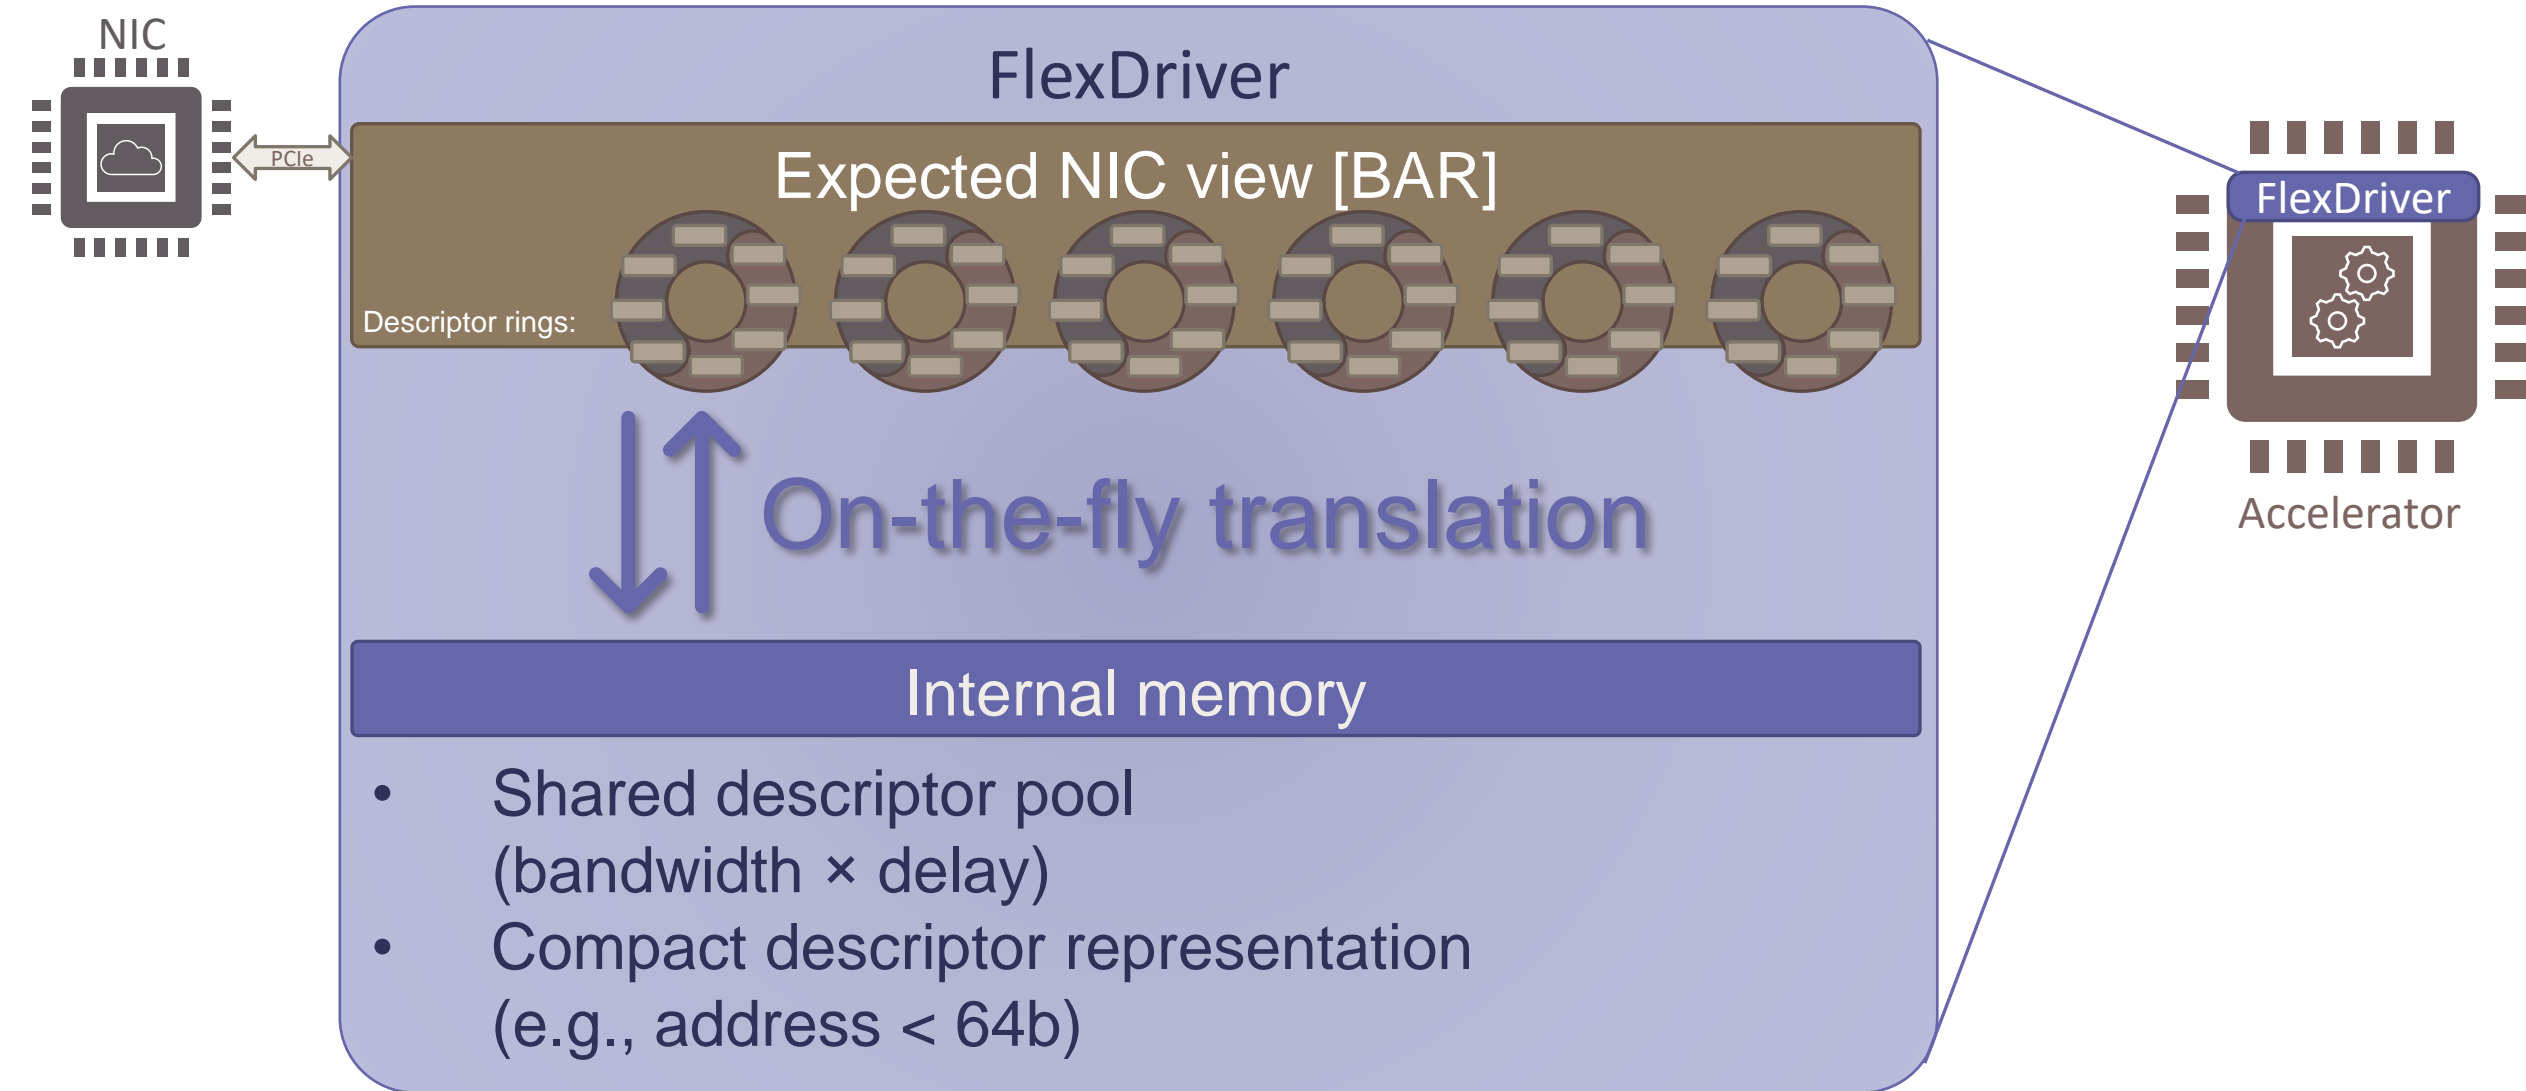 NIC
FlexDriver
PCIe
Expected NIC view [BAR]
Descriptor rings:
On-the-fly translation
Internal memory
• Shared descriptor pool
(bandwidth × delay)
• Compact descriptor representation
(e.g., address < 64b)
FlexDriver
Accelerator